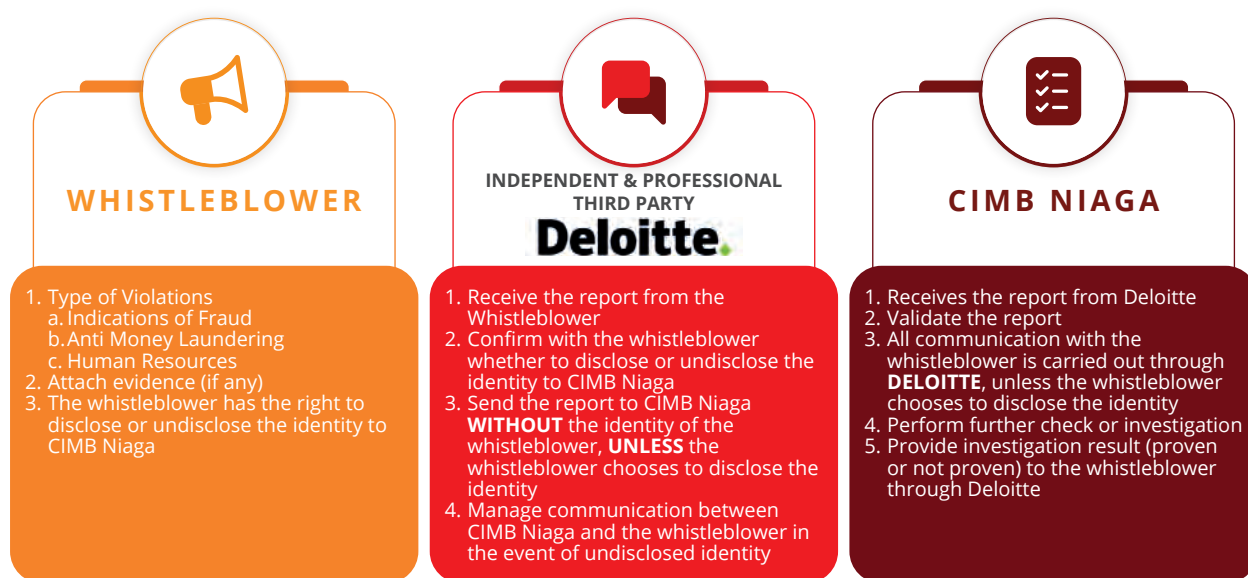 WHISTLEBLOWER
1. Type of Violations
a. Indications of Fraud
b. Anti Money Laundering
c. Human Resources
2. Attach evidence (if any)
3. The whistleblower has the right to
disclose or undisclose the identity to
CIMB Niaga
INDEPENDENT & PROFESSIONAL
THIRD PARTY
Deloitte.
1. Receive the report from the
Whistleblower
2. Confirm with the whistleblower
whether to disclose or undisclose the
identity to CIMB Niaga
3. Send the report to CIMB Niaga
WITHOUT the identity of the
whistleblower, UNLESS the
whistleblower chooses to disclose the
identity
4. Manage communication between
CIMB Niaga and the whistleblower in
the event of undisclosed identity
CIMB NIAGA
1. Receives the report from Deloitte
2. Validate the report
3. All communication with the
whistleblower is carried out through
DELOITTE, unless the whistleblower
chooses to disclose the identity
4. Perform further check or investigation
5. Provide investigation result (proven
or not proven) to the whistleblower
through Deloitte